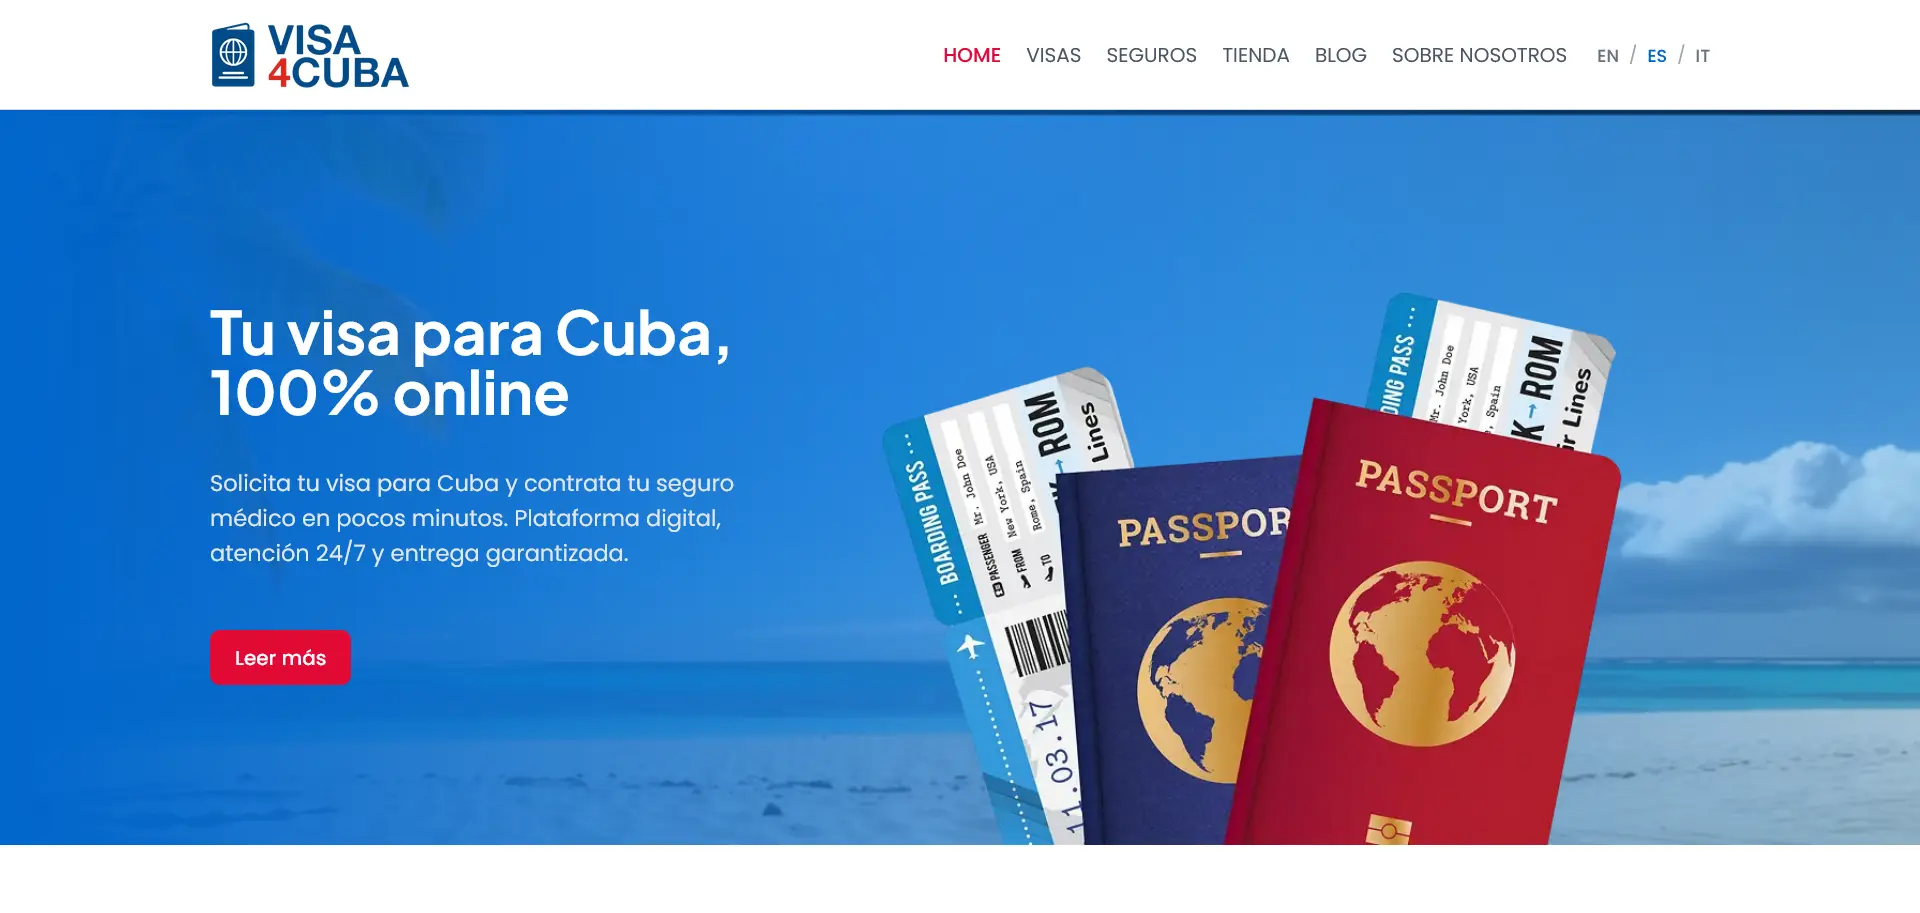 VISA
4CUBA
HOME VISAS SEGUROS TIENDA BLOG SOBRE NOSOTROS EN / ES / IT
Tu visa para Cuba,
100% online
Solicita tu visa para Cuba y contrata tu seguro
médico en pocos minutos. Plataforma digital,
atención 24/7 y entrega garantizada.
Leer más
BOARDING PASS
PASSENGER Mr. John Doe
FROM New York, USA
TO Rome, Spain
K → ROM
Lines
11.03.17
PASSPOR
DING PASS
Mr. John Doe
York, USA
, Spain
K → ROM
ir Lines
PASSPORT